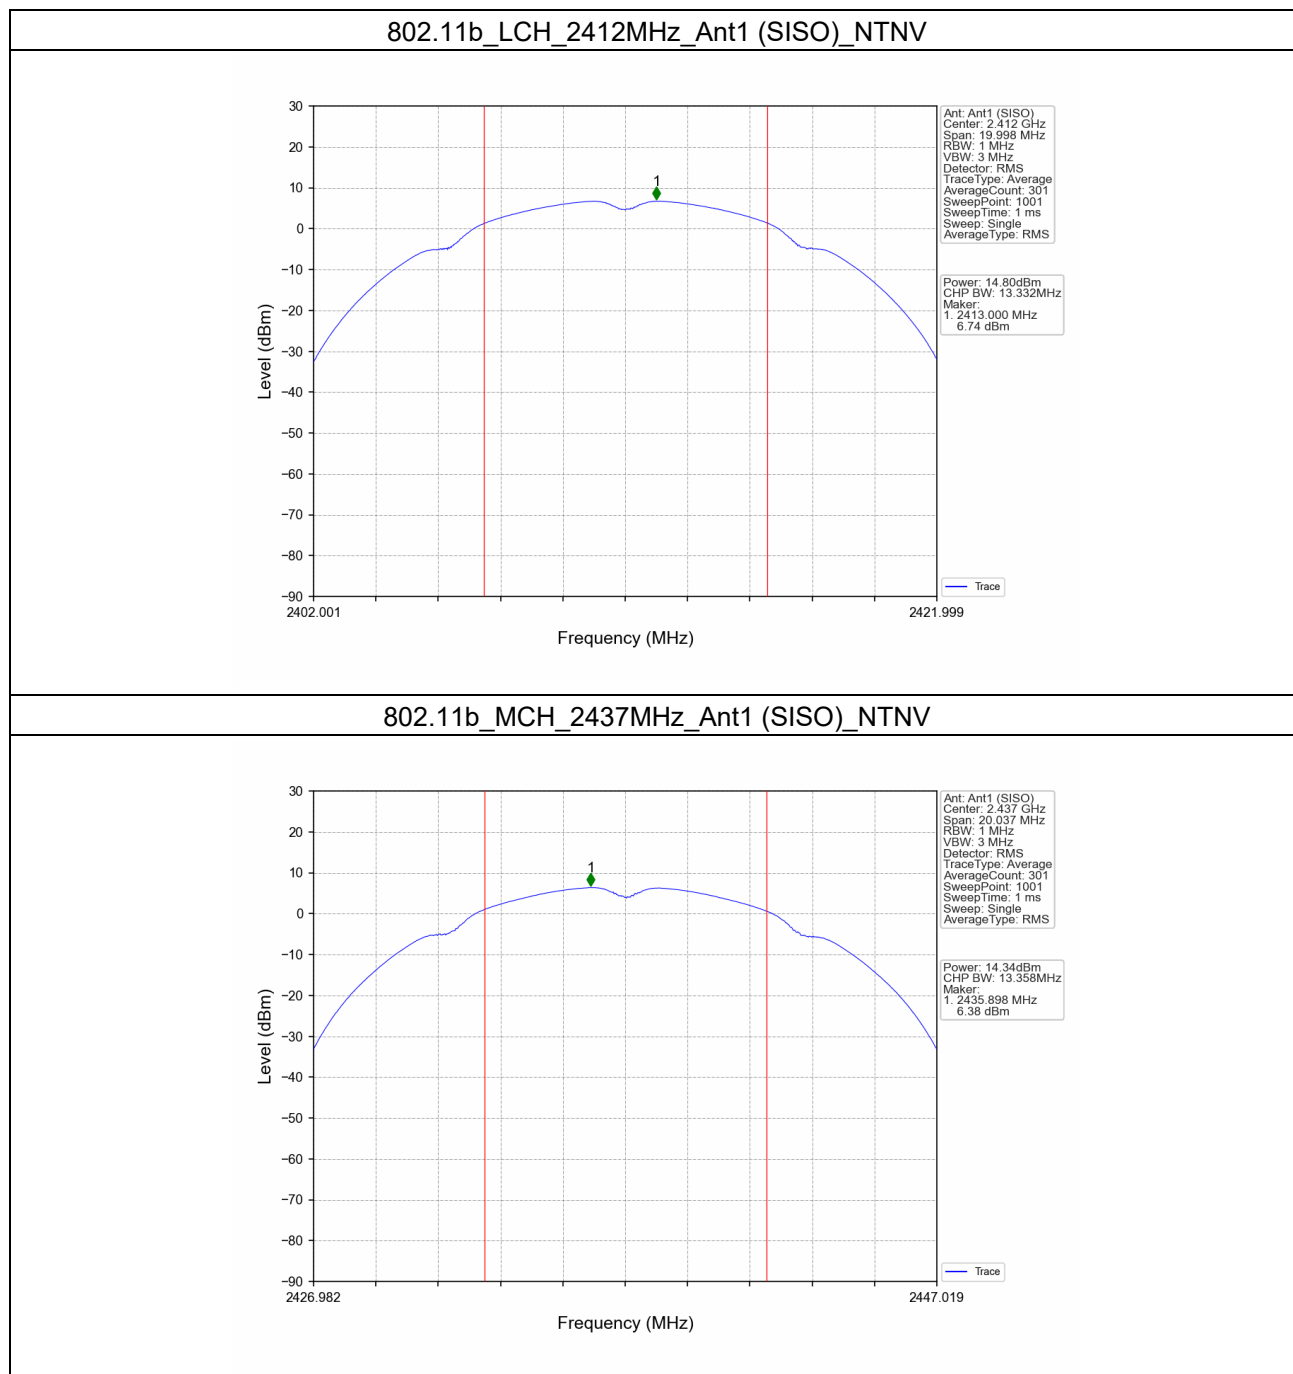 802.11b_LCH_2412MHz_Ant1 (SISO)_NTNV
30
20
10
0
−10
−20
−30
−40
−50
−60
−70
−80
−90
Level (dBm)
1
2402.001
2421.999
Frequency (MHz)
Ant: Ant1 (SISO)
Center: 2.412 GHz
Span: 19.998 MHz
RBW: 1 MHz
VBW: 3 MHz
Detector: RMS
TraceType: Average
AverageCount: 301
SweepPoint: 1001
SweepTime: 1 ms
Sweep: Single
AverageType: RMS
Power: 14.80dBm
CHP BW: 13.332MHz
Maker:
1. 2413.000 MHz
6.74 dBm
Trace
802.11b_MCH_2437MHz_Ant1 (SISO)_NTNV
30
20
10
0
−10
−20
−30
−40
−50
−60
−70
−80
−90
Level (dBm)
1
2426.982
2447.019
Frequency (MHz)
Ant: Ant1 (SISO)
Center: 2.437 GHz
Span: 20.037 MHz
RBW: 1 MHz
VBW: 3 MHz
Detector: RMS
TraceType: Average
AverageCount: 301
SweepPoint: 1001
SweepTime: 1 ms
Sweep: Single
AverageType: RMS
Power: 14.34dBm
CHP BW: 13.358MHz
Maker:
1. 2435.898 MHz
6.38 dBm
Trace